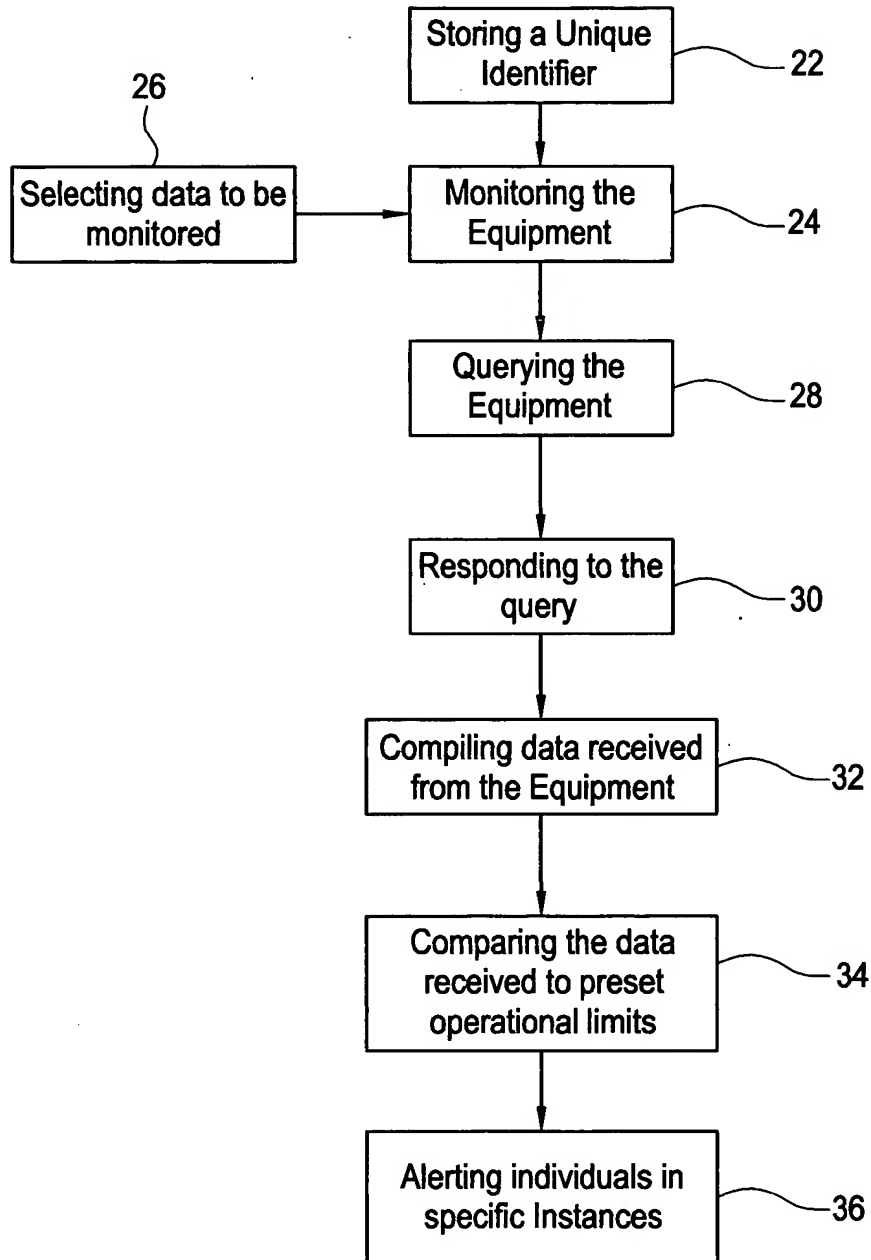 Storing a Unique
Identifier
22
26
Selecting data to be
monitored
Monitoring the
Equipment
24
Querying the
Equipment
28
Responding to the
query
30
Compiling data received
from the Equipment
32
Comparing the data
received to preset
operational limits
34
Alerting individuals in
specific Instances
36